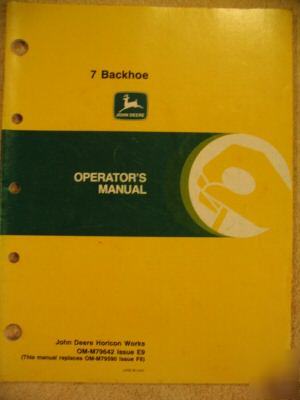 7 Backhoe
JOHN DEERE
OPERATOR'S
MANUAL
John Deere Horicon Works
OM-M79642 Issue E9
(This manual replaces OM-M79590 Issue F8)